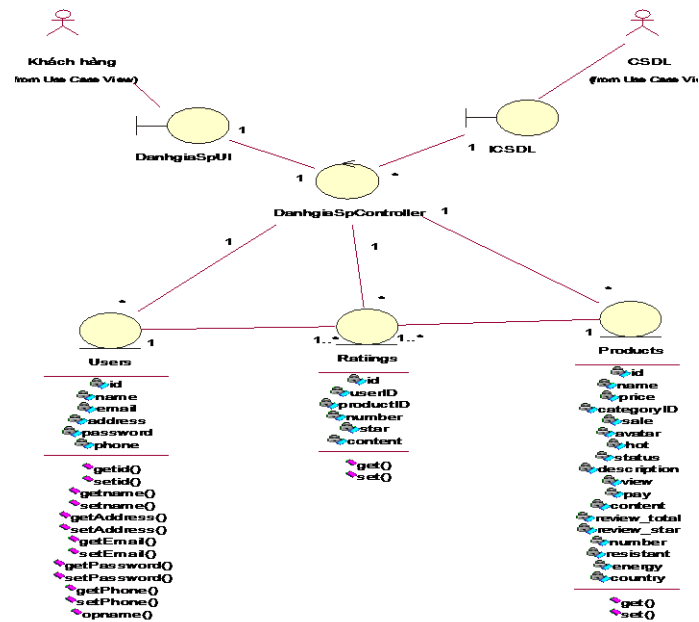 Khách hàng
(from Use Case View)
CSDL
(from Use Case View)
DanhgiaSpUI
1
1
ICSDL
1
*
DanhgiaSpController
1
1
1
*
*
*
Users
1
1..*
Ratiings
1..*
1
Products
id
name
email
address
password
phone
getid()
setid()
getname()
setname()
getAddress()
setAddress()
getEmail()
setEmail()
getPassword()
setPassword()
getPhone()
setPhone()
opname()
id
userID
productID
number
star
content
get()
set()
id
name
price
categoryID
sale
avatar
hot
status
description
view
pay
content
review_total
review_star
number
resistant
energy
country
get()
set()